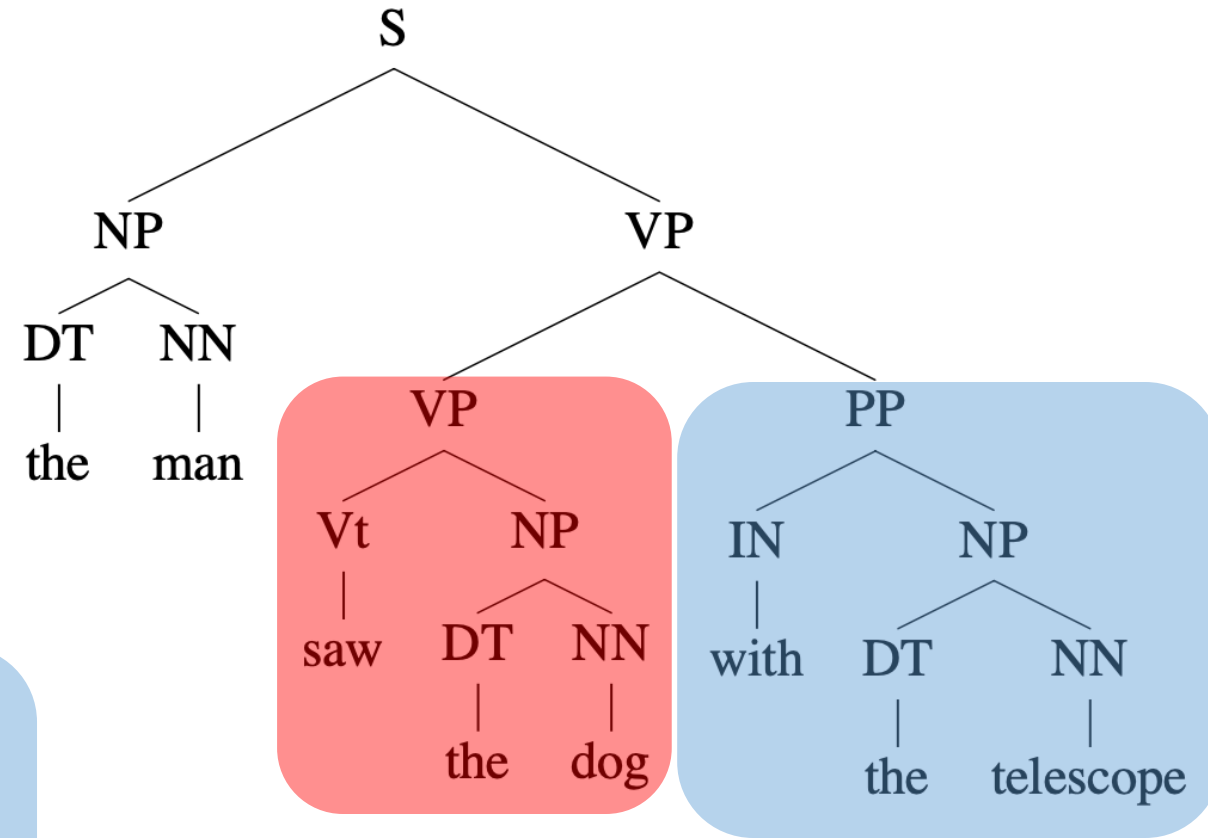 S
NP VP
DT NN
the man
VP PP
Vt NP IN NP
saw DT NN with DT NN
the dog the telescope